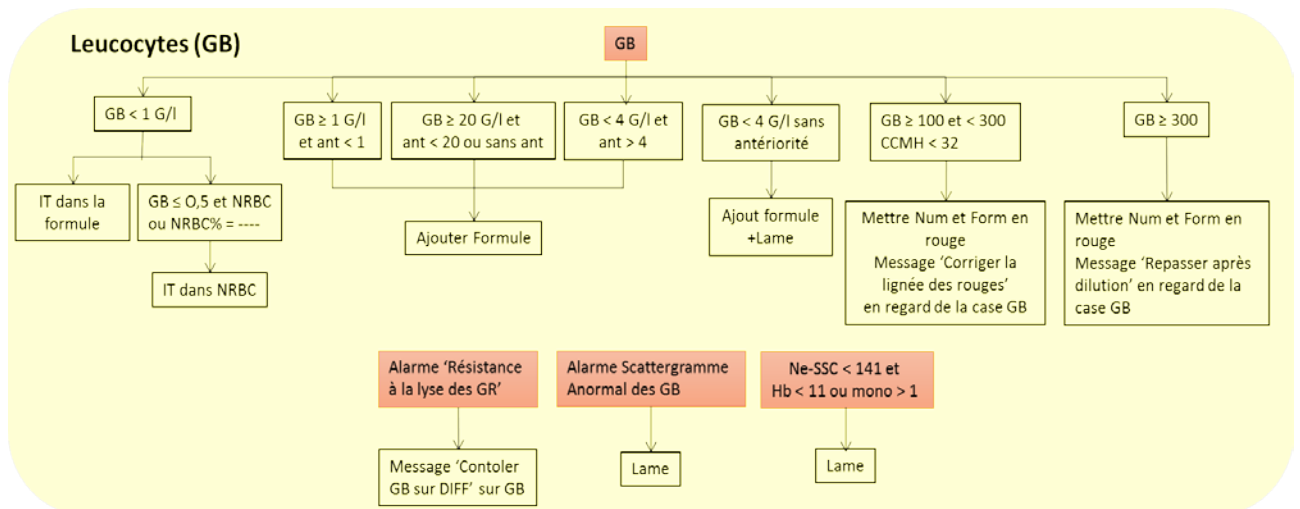 Leucocytes (GB)
GB
GB < 1 G/l
GB ≥ 1 G/l
et ant < 1
GB ≥ 20 G/l et
ant < 20 ou sans ant
GB < 4 G/l et
ant > 4
GB < 4 G/l sans
antériorité
GB ≥ 100 et < 300
CCMH < 32
GB ≥ 300
IT dans la
formule
GB ≤ O,5 et NRBC
ou NRBC% = ----
IT dans NRBC
Ajouter Formule
Ajout formule
+Lame
Mettre Num et Form en
rouge
Message ‘Corriger la
lignée des rouges’
en regard de la case GB
Mettre Num et Form en
rouge
Message ‘Repasser après
dilution’ en regard de la
case GB
Alarme ‘Résistance
à la lyse des GR’
Alarme Scattergramme
Anormal des GB
Ne-SSC < 141 et
Hb < 11 ou mono > 1
Message ‘Contoler
GB sur DIFF’ sur GB
Lame
Lame